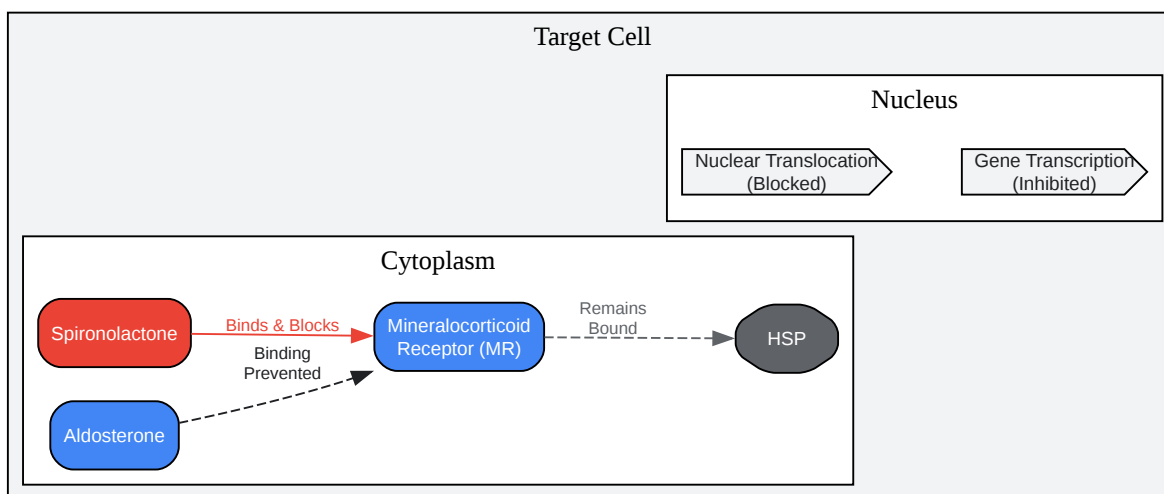 Target Cell
Nucleus
Nuclear Translocation
(Blocked)
Gene Transcription
(Inhibited)
Cytoplasm
Spironolactone
Binds & Blocks
Mineralocorticoid
Receptor (MR)
Remains
Bound
HSP
Binding
Prevented
Aldosterone